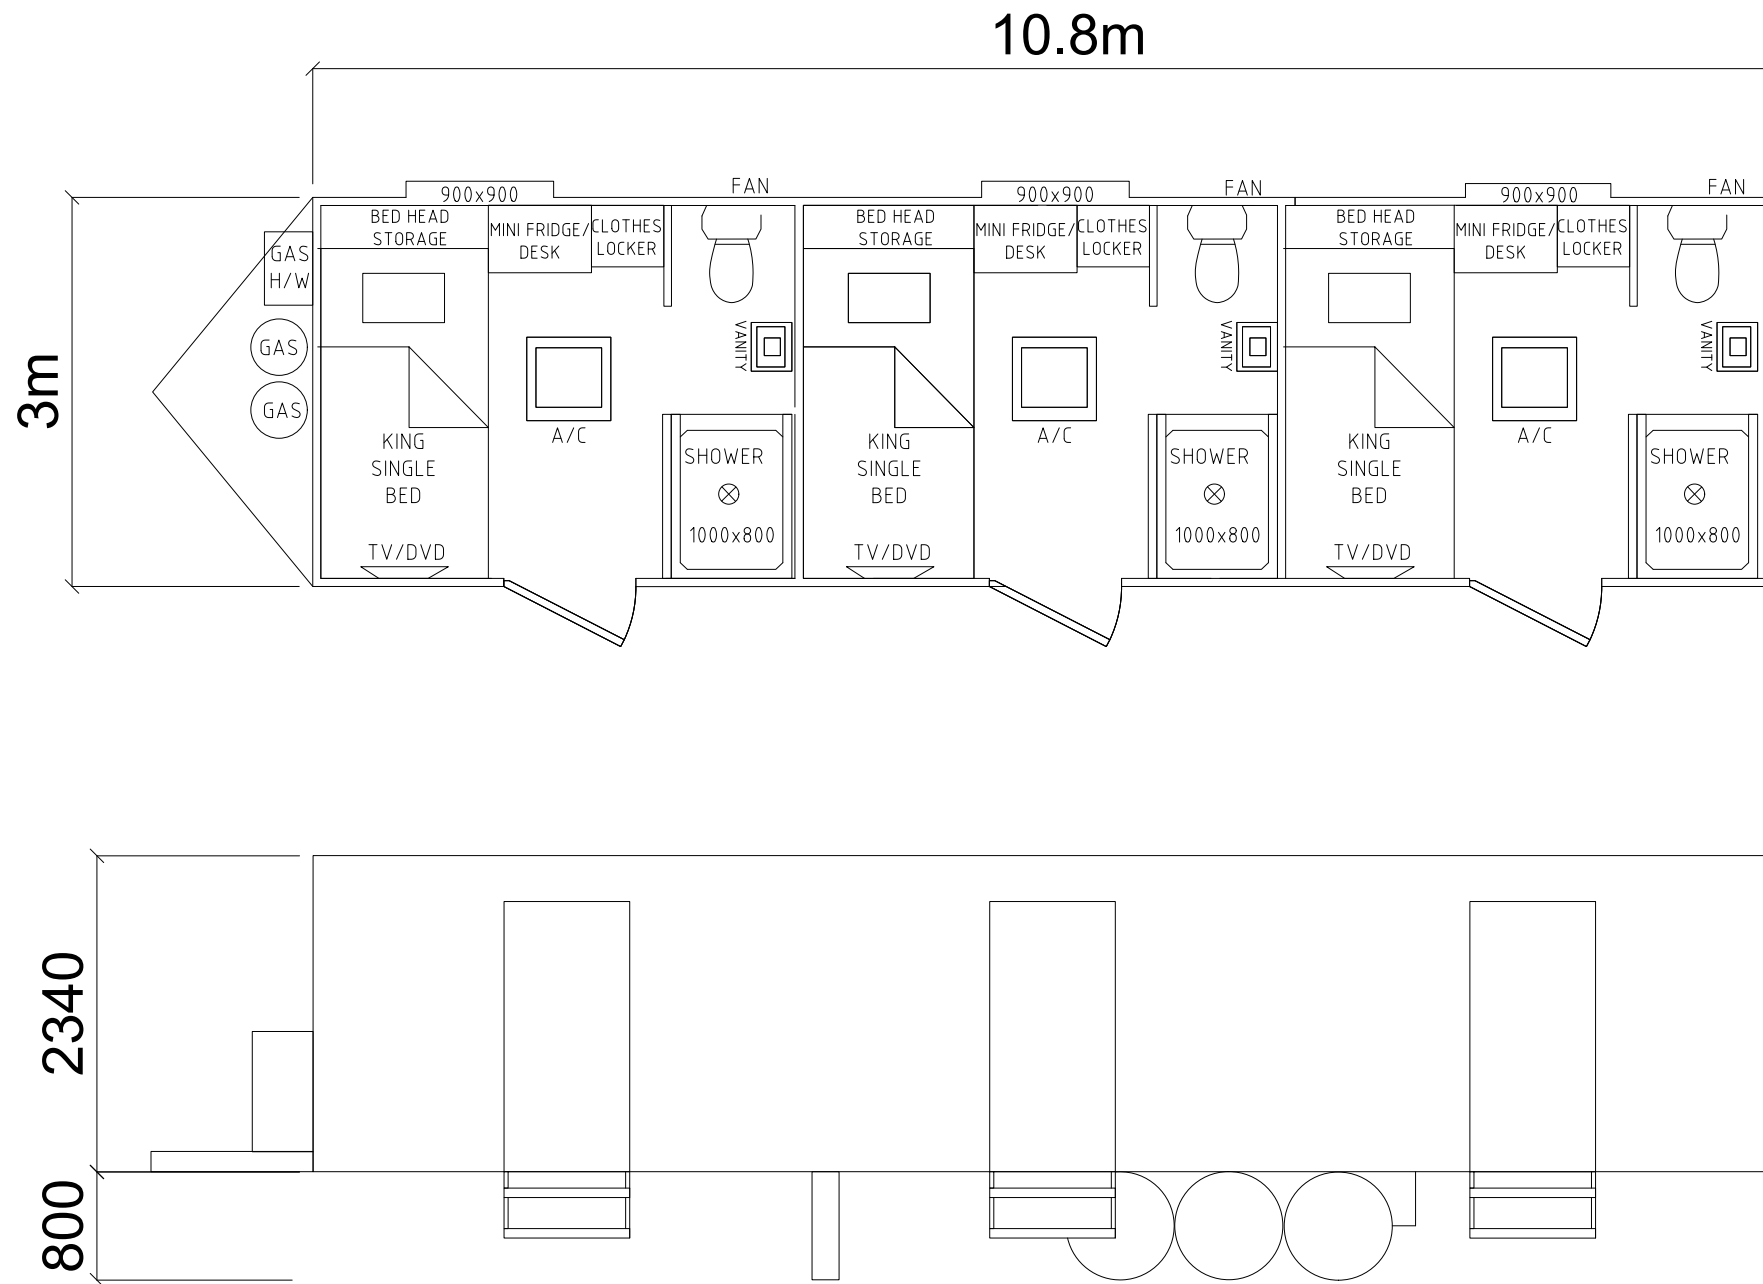 10.8m
900x900
FAN
900x900
FAN
900x900
FAN
BED HEAD
STORAGE
MINI FRIDGE/
DESK
CLOTHES
LOCKER
BED HEAD
STORAGE
MINI FRIDGE/
DESK
CLOTHES
LOCKER
BED HEAD
STORAGE
MINI FRIDGE/
DESK
CLOTHES
LOCKER
GAS
H/W
GAS
GAS
3m
VANITY
VANITY
VANITY
A/C
A/C
A/C
KING
SINGLE
BED
SHOWER
1000x800
KING
SINGLE
BED
SHOWER
1000x800
KING
SINGLE
BED
SHOWER
1000x800
TV/DVD
TV/DVD
TV/DVD
2340
800